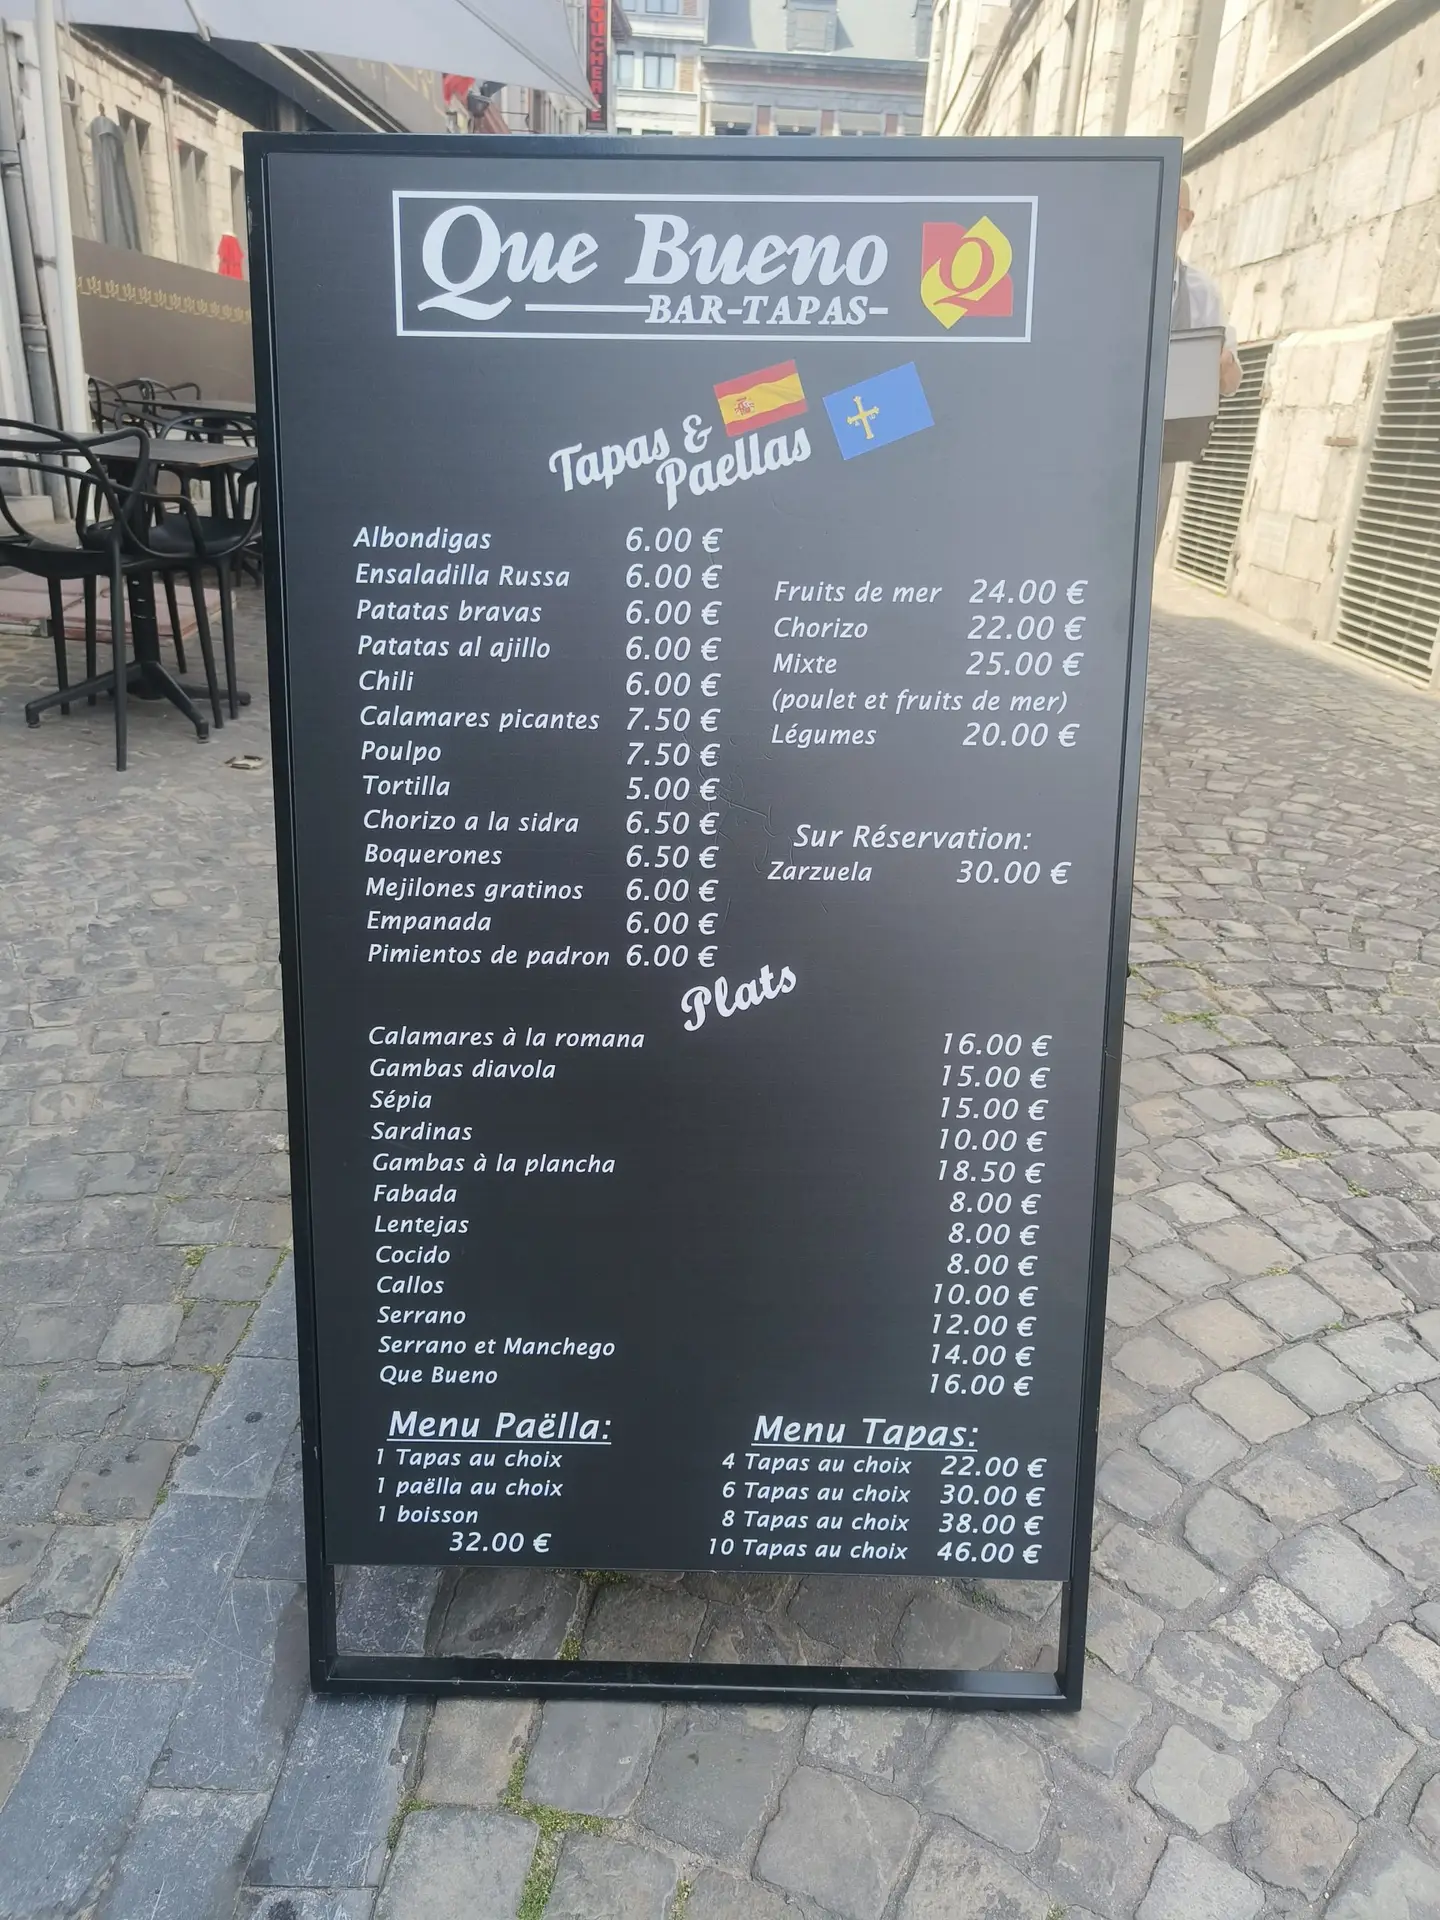 BOUCHERIE
Que Bueno
BAR-TAPAS
Q
Tapas &
Paellas
Albondigas 6.00 €
Ensaladilla Russa 6.00 €
Patatas bravas 6.00 €
Patatas al ajillo 6.00 €
Chili 6.00 €
Calamares picantes 7.50 €
Poulpo 7.50 €
Tortilla 5.00 €
Chorizo a la sidra 6.50 €
Boquerones 6.50 €
Mejilones gratinos 6.00 €
Empanada 6.00 €
Pimientos de padron 6.00 €
Fruits de mer 24.00 €
Chorizo 22.00 €
Mixte 25.00 €
(poulet et fruits de mer)
Légumes 20.00 €
Sur Réservation:
Zarzuela 30.00 €
Plats
Calamares à la romana 16.00 €
Gambas diavola 15.00 €
Sépia 15.00 €
Sardinas 10.00 €
Gambas à la plancha 18.50 €
Fabada 8.00 €
Lentejas 8.00 €
Cocido 8.00 €
Callos 10.00 €
Serrano 12.00 €
Serrano et Manchego 14.00 €
Que Bueno 16.00 €
Menu Paëlla:
1 Tapas au choix
1 paëlla au choix
1 boisson
32.00 €
Menu Tapas:
4 Tapas au choix 22.00 €
6 Tapas au choix 30.00 €
8 Tapas au choix 38.00 €
10 Tapas au choix 46.00 €